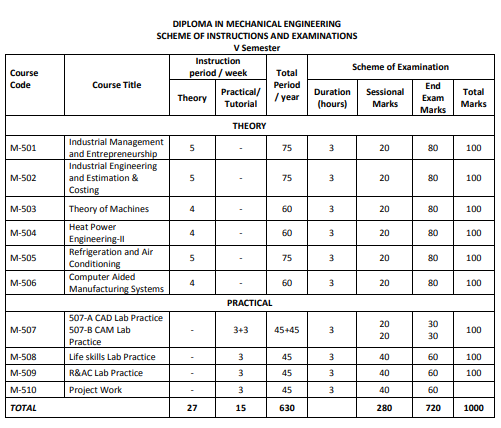 DIPLOMA IN MECHANICAL ENGINEERING
SCHEME OF INSTRUCTIONS AND EXAMINATIONS
V Semester
Course Code | Course Title | Instruction period / week | Total Period / year | Scheme of Examination
Theory | Practical/ Tutorial | Duration (hours) | Sessional Marks | End Exam Marks | Total Marks
THEORY
M-501 | Industrial Management and Entrepreneurship | 5 | - | 75 | 3 | 20 | 80 | 100
M-502 | Industrial Engineering and Estimation & Costing | 5 | - | 75 | 3 | 20 | 80 | 100
M-503 | Theory of Machines | 4 | - | 60 | 3 | 20 | 80 | 100
M-504 | Heat Power Engineering-II | 4 | - | 60 | 3 | 20 | 80 | 100
M-505 | Refrigeration and Air Conditioning | 5 | - | 75 | 3 | 20 | 80 | 100
M-506 | Computer Aided Manufacturing Systems | 4 | - | 60 | 3 | 20 | 80 | 100
PRACTICAL
M-507 | 507-A CAD Lab Practice 507-B CAM Lab Practice | - | 3+3 | 45+45 | 3 | 20 20 | 30 30 | 100
M-508 | Life skills Lab Practice | - | 3 | 45 | 3 | 40 | 60 | 100
M-509 | R&AC Lab Practice | - | 3 | 45 | 3 | 40 | 60 | 100
M-510 | Project Work | - | 3 | 45 | 3 | 40 | 60
TOTAL | 27 | 15 | 630 | 280 | 720 | 1000